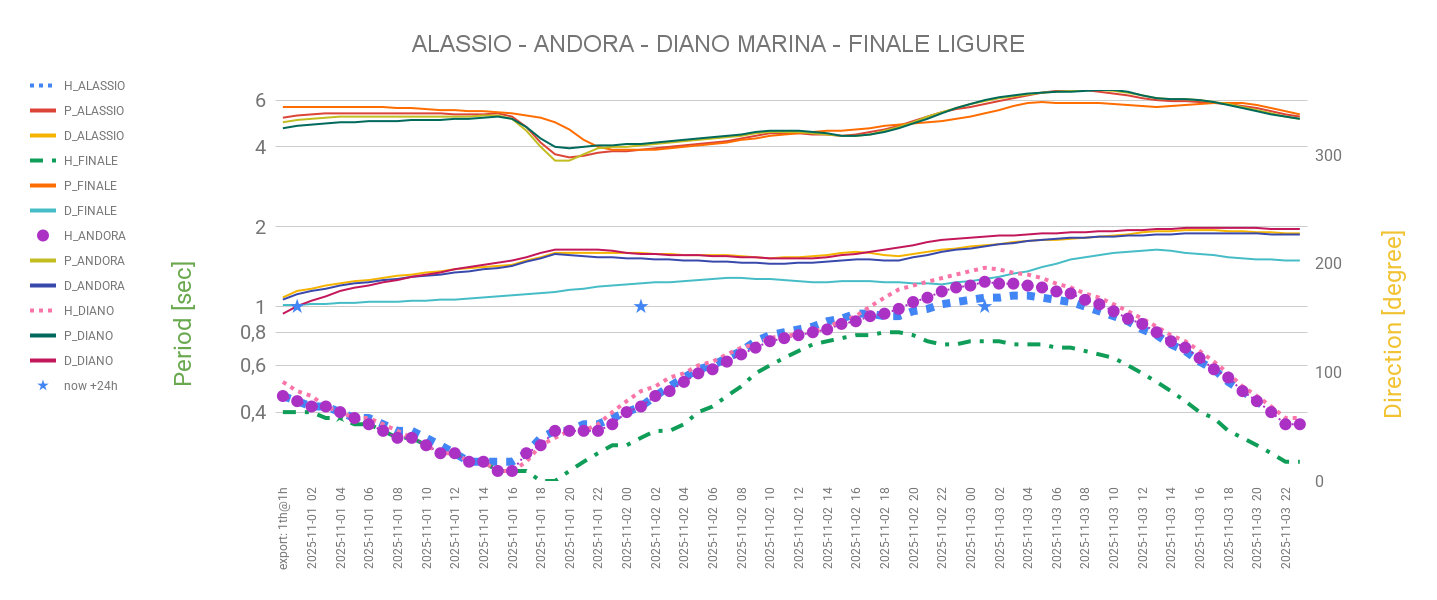 ALASSIO - ANDORA - DIANO MARINA - FINALE LIGURE
H_ALASSIO
P_ALASSIO
D_ALASSIO
H_FINALE
P_FINALE
D_FINALE
H_ANDORA
P_ANDORA
D_ANDORA
H_DIANO
P_DIANO
D_DIANO
now +24h
Period [sec]
6
4
2
1
0,8
0,6
0,4
300
200
100
0
Direction [degree]
export: 1th@1h
2025-11-01 02
2025-11-01 04
2025-11-01 06
2025-11-01 08
2025-11-01 10
2025-11-01 12
2025-11-01 14
2025-11-01 16
2025-11-01 18
2025-11-01 20
2025-11-01 22
2025-11-02 00
2025-11-02 02
2025-11-02 04
2025-11-02 06
2025-11-02 08
2025-11-02 10
2025-11-02 12
2025-11-02 14
2025-11-02 16
2025-11-02 18
2025-11-02 20
2025-11-02 22
2025-11-03 00
2025-11-03 02
2025-11-03 04
2025-11-03 06
2025-11-03 08
2025-11-03 10
2025-11-03 12
2025-11-03 14
2025-11-03 16
2025-11-03 18
2025-11-03 20
2025-11-03 22